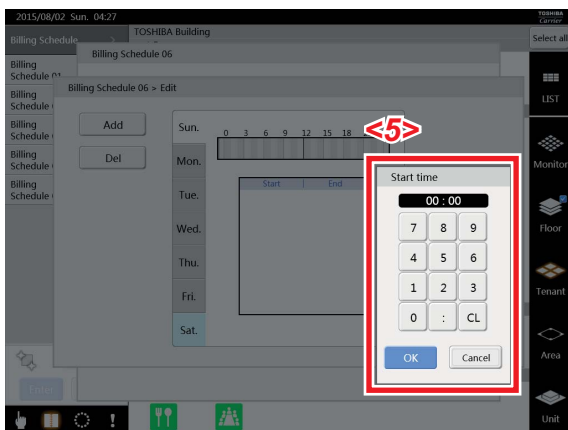 2015/08/02 Sun. 04:27
TOSHIBA
Carrier
Billing Schedule
TOSHIBA Building
Select all
Billing Schedule 06
Billing
Schedule 01
Billing Schedule 06 > Edit
Billing
Schedule
Billing
Schedule
Billing
Schedule
Billing
Schedule
Add
Del
Sun.
Mon.
Tue.
Wed.
Thu.
Fri.
Sat.
0 3 6 9 12 15 18
<5>
Start End
Start time
00 : 00
7 8 9
4 5 6
1 2 3
0 : CL
OK Cancel
LIST
Monitor
Floor
Tenant
Area
Unit
Enter